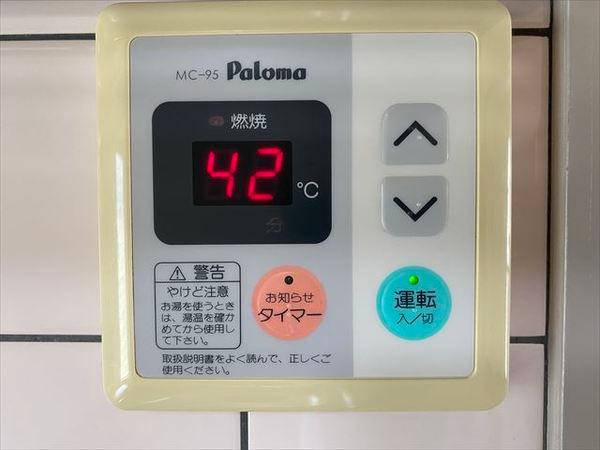 MC-95 Paloma
燃焼
42 ℃
分
⚠ 警告
やけど注意
お湯を使うとき
は、湯温を確か
めてから使用し
て下さい。
お知らせ
タイマー
運転
入/切
取扱説明書をよく読んで、正しくご
使用ください。